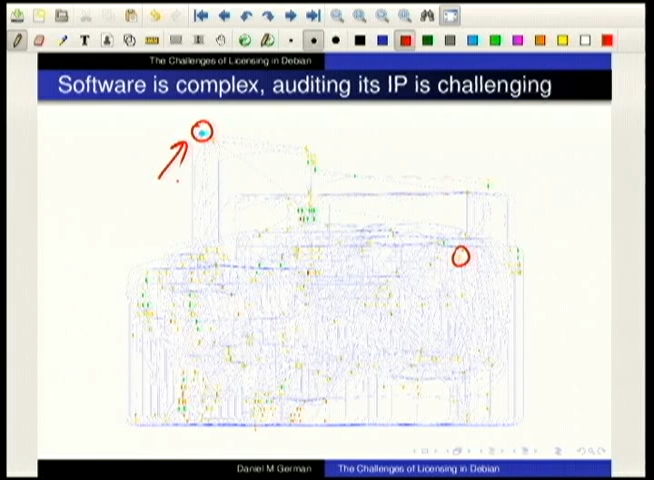 The Challenges of Licensing in Debian
Software is complex, auditing its IP is challenging
Daniel M German
The Challenges of Licensing in Debian